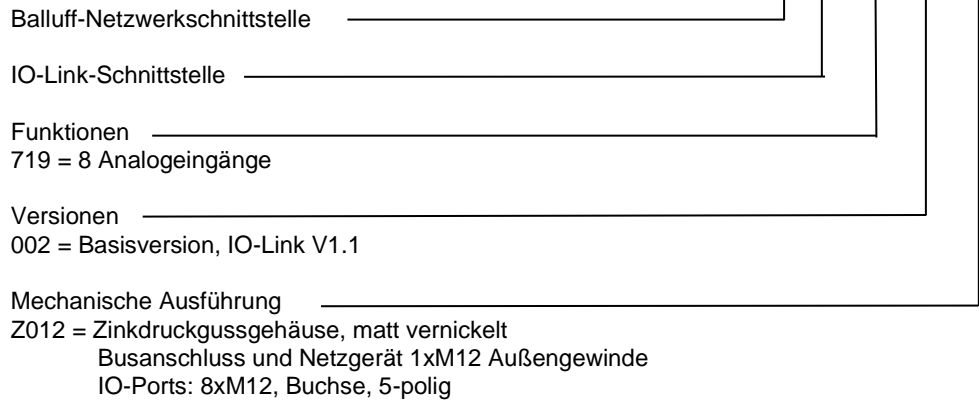 Balluff-Netzwerkschnittstelle
IO-Link-Schnittstelle
Funktionen
719 = 8 Analogeingänge
Versionen
002 = Basisversion, IO-Link V1.1
Mechanische Ausführung
Z012 = Zinkdruckgussgehäuse, matt vernickelt
Busanschluss und Netzgerät 1xM12 Außengewinde
IO-Ports: 8xM12, Buchse, 5-polig